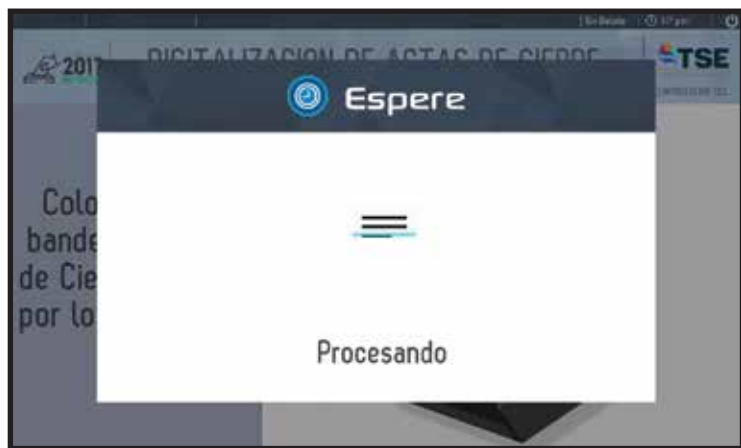 2017
DIGITALIZACION DE ACTAS DE CIERRE
TSE
Espere
Colo
bande
de Cie
por lo
Procesando